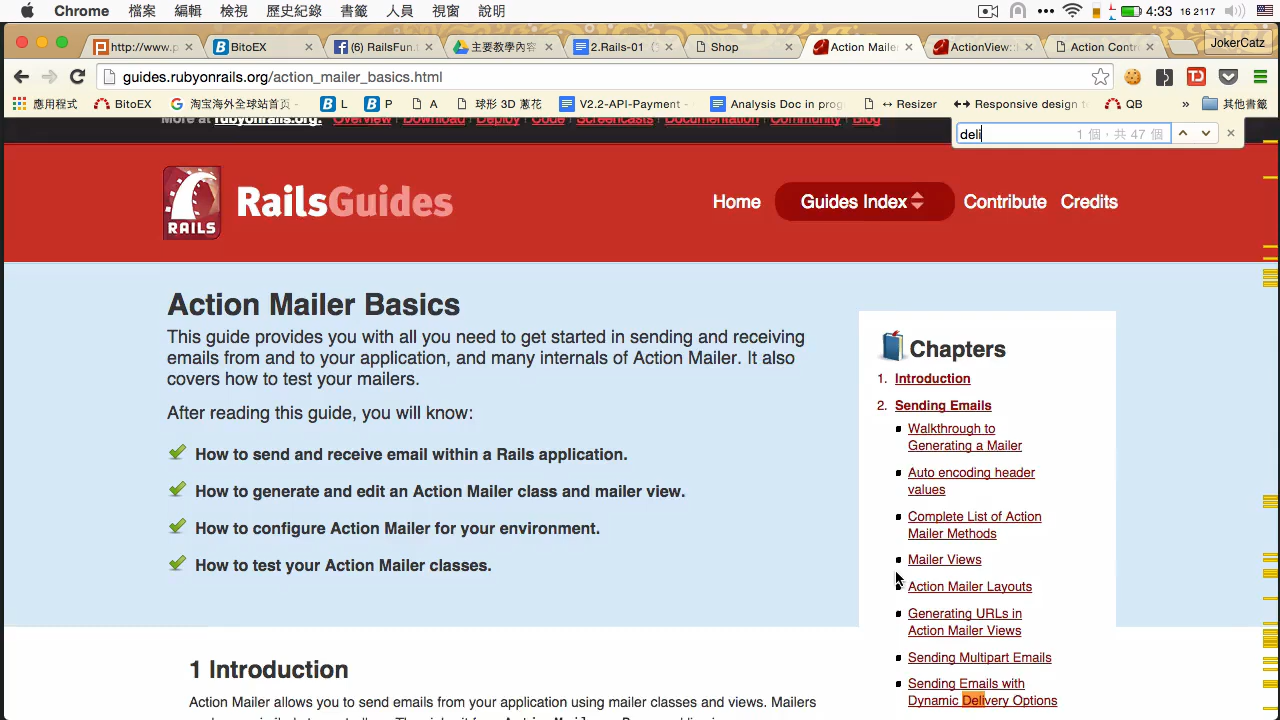 Chrome 檔案 編輯 檢視 歷史紀錄 書籤 人員 視窗 說明 4:33 16 2117
http://www.p BitoEX (6) RailsFun. 主要教學內容 2.Rails-01 Shop Action Maile ActionView:: Action Contr JokerCatz
guides.rubyonrails.org/action_mailer_basics.html
應用程式 BitoEX 淘宝海外全球站首页 - L P A 球形 3D 蔥花 V2.2-API-Payment - Analysis Doc in prog ↔ Resizer ↔ Responsive design t QB » 其他書籤
More at rubyonrails.org: Overview Download Deploy Code Screencasts Documentation Community Blog
deli 1 個，共 47 個
RAILS
RailsGuides
Home Guides Index Contribute Credits
Action Mailer Basics
This guide provides you with all you need to get started in sending and receiving
emails from and to your application, and many internals of Action Mailer. It also
covers how to test your mailers.
After reading this guide, you will know:
How to send and receive email within a Rails application.
How to generate and edit an Action Mailer class and mailer view.
How to configure Action Mailer for your environment.
How to test your Action Mailer classes.
Chapters
1. Introduction
2. Sending Emails
Walkthrough to
Generating a Mailer
Auto encoding header
values
Complete List of Action
Mailer Methods
Mailer Views
Action Mailer Layouts
Generating URLs in
Action Mailer Views
Sending Multipart Emails
Sending Emails with
Dynamic Delivery Options
1 Introduction
Action Mailer allows you to send emails from your application using mailer classes and views. Mailers